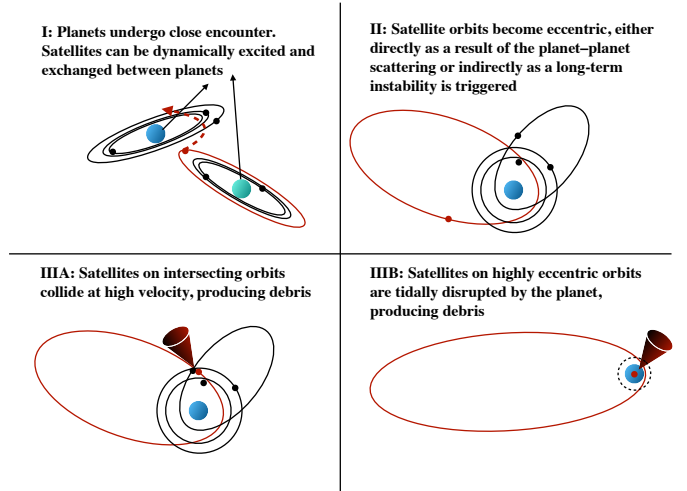 I: Planets undergo close encounter.
Satellites can be dynamically excited and
exchanged between planets
II: Satellite orbits become eccentric, either
directly as a result of the planet–planet
scattering or indirectly as a long-term
instability is triggered
IIIA: Satellites on intersecting orbits
collide at high velocity, producing debris
IIIB: Satellites on highly eccentric orbits
are tidally disrupted by the planet,
producing debris